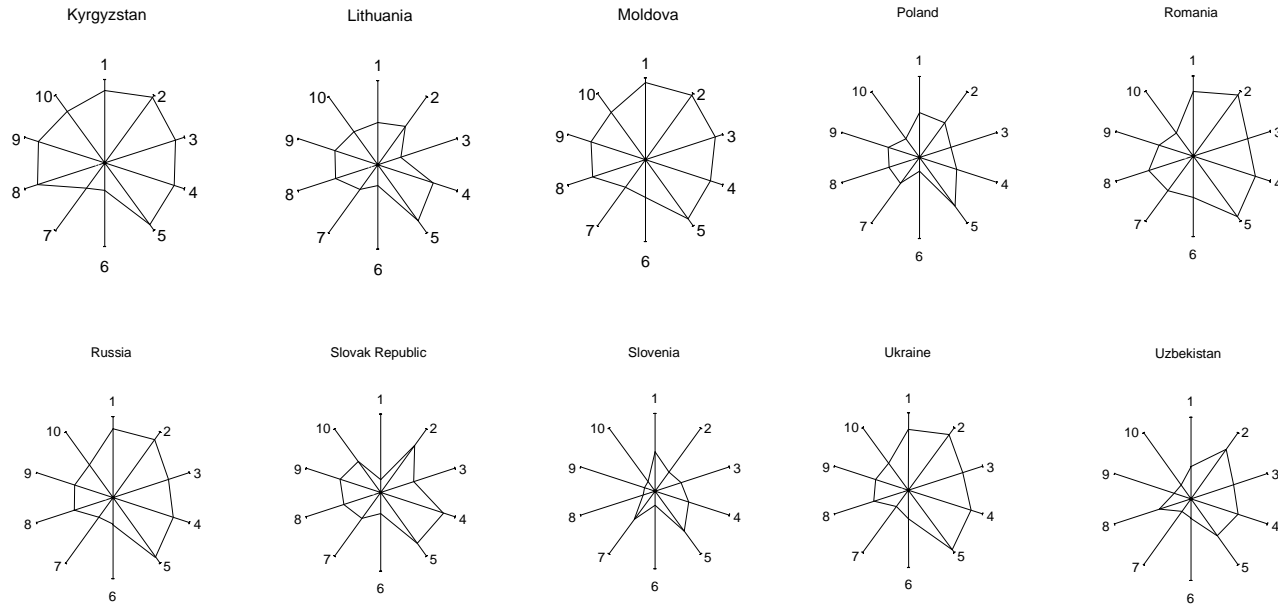 Kyrgyzstan Lithuania Moldova Poland Romania
1 1 1 1 1
10 2 10 2 10 2 10 2 10 2
9 3 9 3 9 3 9 3 9 3
8 4 8 4 8 4 8 4 8 4
7 5 7 5 7 5 7 5 7 5
6 6 6 6 6
Russia Slovak Republic Slovenia Ukraine Uzbekistan
1 1 1 1 1
10 2 10 2 10 2 10 2 10 2
9 3 9 3 9 3 9 3 9 3
8 4 8 4 8 4 8 4 8 4
7 5 7 5 7 5 7 5 7 5
6 6 6 6 6